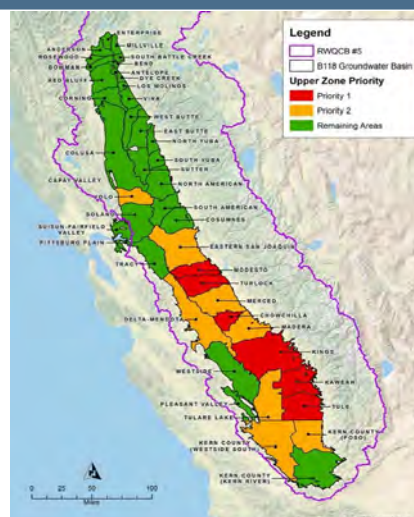 Legend
RWQCB #5
B118 Groundwater Basin
Upper Zone Priority
Priority 1
Priority 2
Remaining Areas
ENTERPRISE
ANDERSON
MILLVILLE
ROSEWOOD
SOUTH BATTLE CREEK
BOWMAN
BEND
ANTELOPE
RED BLUFF
DYE CREEK
LOS MOLINOS
CORNING
VINA
WEST BUTTE
EAST BUTTE
NORTH YUBA
COLUSA
SOUTH YUBA
SUTTER
CAPAY VALLEY
NORTH AMERICAN
YOLO
SOUTH AMERICAN
SOLANO
COSUMNES
SUISUN-FAIRFIELD
VALLEY
PITTSBURG PLAIN
EASTERN SAN JOAQUIN
TRACY
MODESTO
TURLOCK
MERCED
CHOWCHILLA
DELTA-MENDOTA
MADERA
KINGS
WESTSIDE
KAWEAH
PLEASANT VALLEY
TULE
TULARE LAKE
KERN COUNTY
(POSO)
KERN COUNTY
(WESTSIDE SOUTH)
KERN COUNTY
(KERN RIVER)
0 50 100
Miles